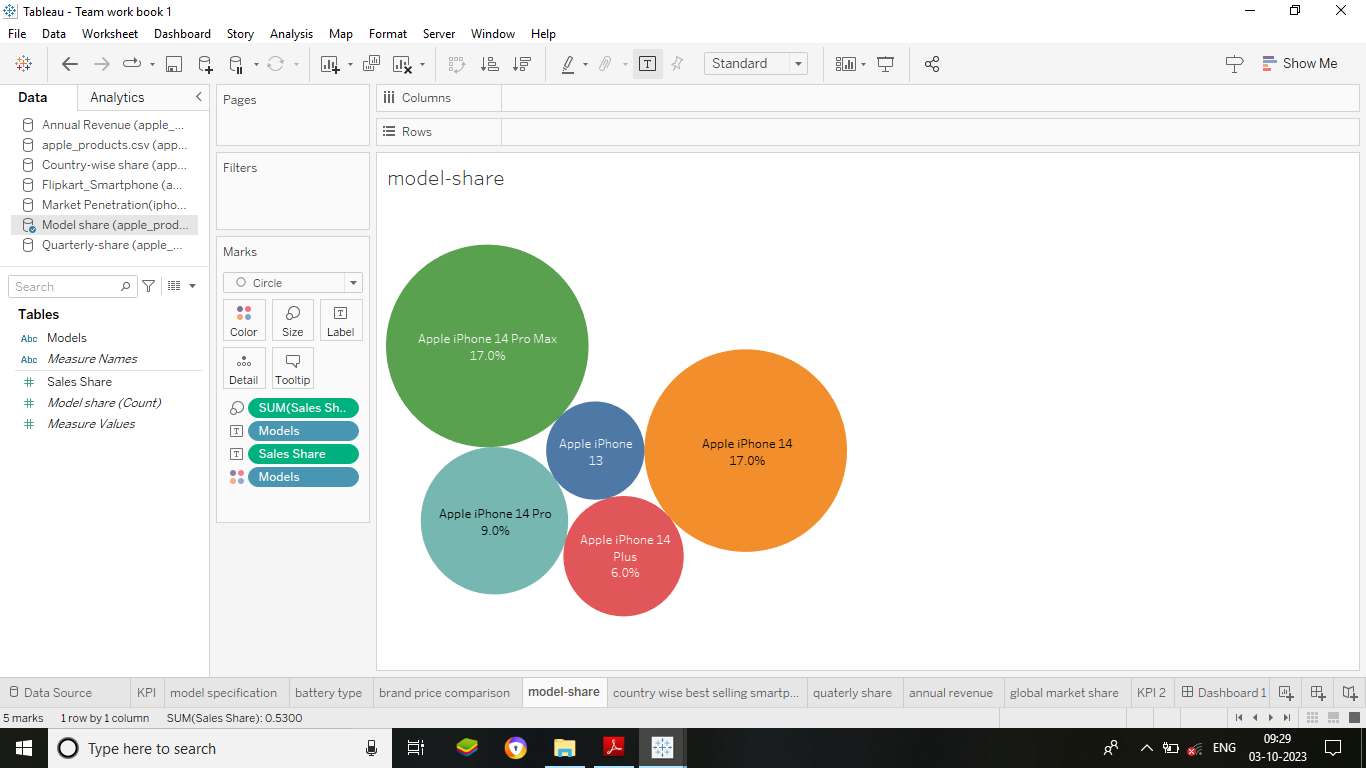 Tableau - Team work book 1
File Data Worksheet Dashboard Story Analysis Map Format Server Window Help
Standard
Show Me
Data Analytics
Annual Revenue (apple_...
apple_products.csv (app...
Country-wise share (app...
Flipkart_Smartphone (a...
Market Penetration(ipho...
Model share (apple_prod...
Quarterly-share (apple_...
Search
Tables
Abc Models
Abc Measure Names
Sales Share
Model share (Count)
Measure Values
Pages
Filters
Marks
Circle
Color Size Label
Detail Tooltip
SUM(Sales Sh..
Models
Sales Share
Models
Columns
Rows
model-share
Apple iPhone 14 Pro Max
17.0%
Apple iPhone
13
Apple iPhone 14
17.0%
Apple iPhone 14 Pro
9.0%
Apple iPhone 14
Plus
6.0%
Data Source KPI model specification battery type brand price comparison model-share country wise best selling smartp... quaterly share annual revenue global market share KPI 2 Dashboard 1
5 marks 1 row by 1 column SUM(Sales Share): 0.5300
Type here to search
ENG
09:29
03-10-2023